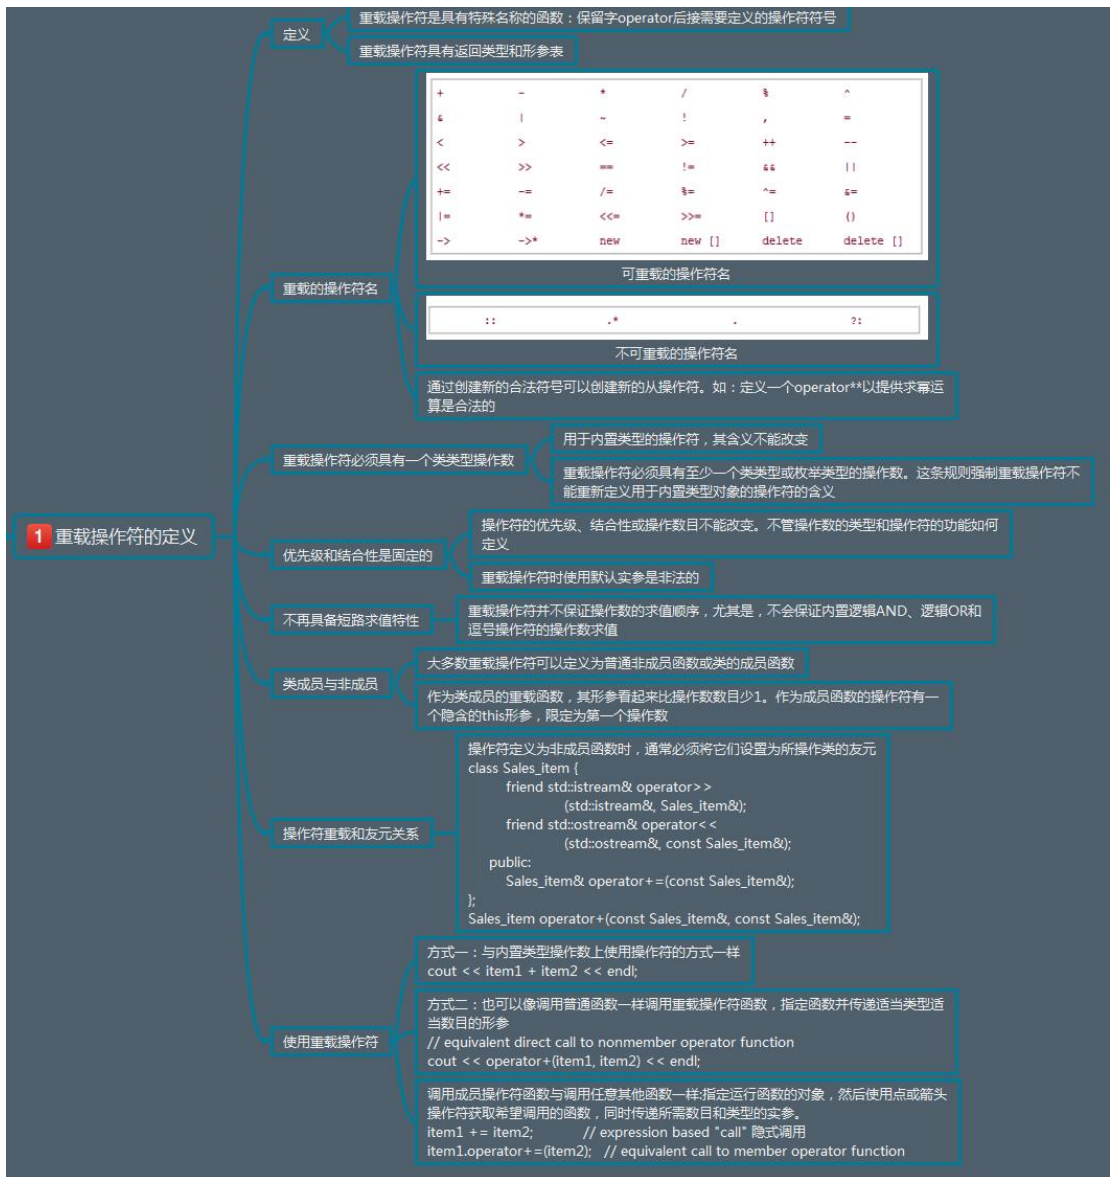 1 重载操作符的定义
定义
重载操作符是具有特殊名称的函数：保留字operator后接需要定义的操作符符号
重载操作符具有返回类型和形参表
重载的操作符名
+ - * / % ^
& | ~ ! , =
< > <= >= ++ --
<< >> == != && ||
+= -= /= %= ^= &=
|= *= <<= >>= [] ()
-> ->* new new [] delete delete []
可重载的操作符名
:: .* . ?:
不可重载的操作符名
通过创建新的合法符号可以创建新的从操作符。如：定义一个operator**以提供求幂运
算是合法的
重载操作符必须具有一个类类型操作数
用于内置类型的操作符，其含义不能改变
重载操作符必须具有至少一个类类型或枚举类型的操作数。这条规则强制重载操作符不
能重新定义用于内置类型对象的操作符的含义
优先级和结合性是固定的
操作符的优先级、结合性或操作数目不能改变。不管操作数的类型和操作符的功能如何
定义
重载操作符时使用默认实参是非法的
不再具备短路求值特性
重载操作符并不保证操作数的求值顺序，尤其是，不会保证内置逻辑AND、逻辑OR和
逗号操作符的操作数求值
类成员与非成员
大多数重载操作符可以定义为普通非成员函数或类的成员函数
作为类成员的重载函数，其形参看起来比操作数数目少1。作为成员函数的操作符有一
个隐含的this形参，限定为第一个操作数
操作符重载和友元关系
操作符定义为非成员函数时，通常必须将它们设置为所操作类的友元
class Sales_item {
friend std::istream& operator>>
(std::istream&, Sales_item&);
friend std::ostream& operator<<
(std::ostream&, const Sales_item&);
public:
Sales_item& operator+=(const Sales_item&);
};
Sales_item operator+(const Sales_item&, const Sales_item&);
使用重载操作符
方式一：与内置类型操作数上使用操作符的方式一样
cout << item1 + item2 << endl;
方式二：也可以像调用普通函数一样调用重载操作符函数，指定函数并传递适当类型适
当数目的形参
// equivalent direct call to nonmember operator function
cout << operator+(item1, item2) << endl;
调用成员操作符函数与调用任意其他函数一样:指定运行函数的对象，然后使用点或箭头
操作符获取希望调用的函数，同时传递所需数目和类型的实参。
item1 += item2; // expression based "call" 隐式调用
item1.operator+=(item2); // equivalent call to member operator function